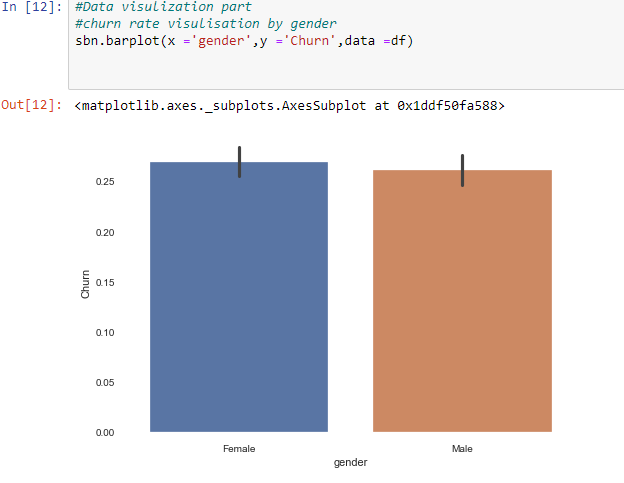 In [12]: #Data visulization part
#churn rate visulisation by gender
sbn.barplot(x ='gender',y ='Churn',data =df)
Out[12]: <matplotlib.axes._subplots.AxesSubplot at 0x1ddf50fa588>
0.25
0.20
0.15
Churn
0.10
0.05
0.00
Female Male
gender